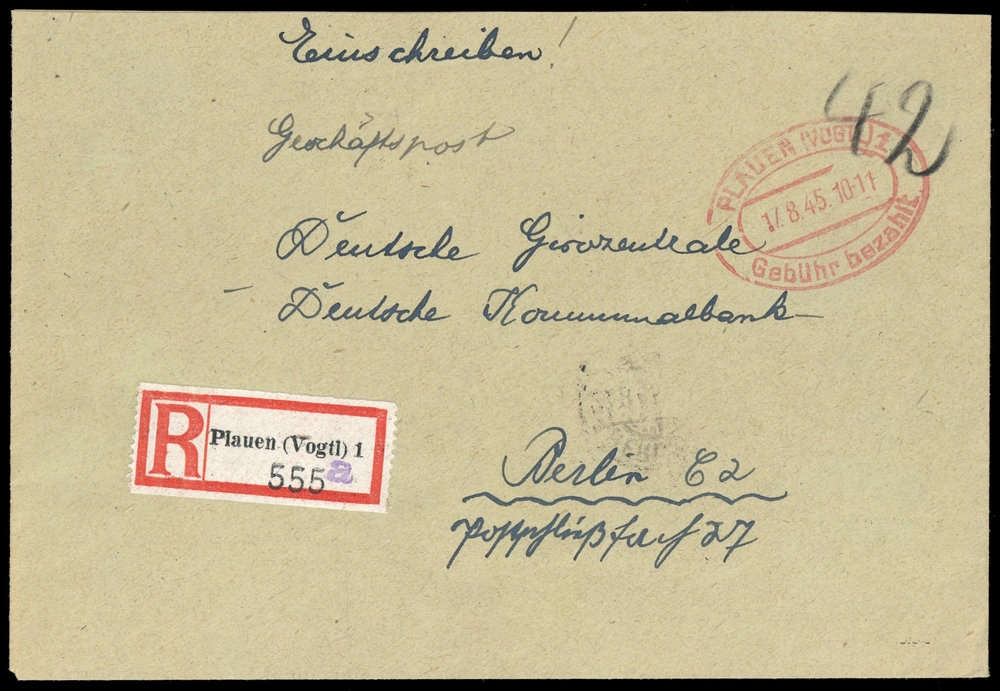 Einschreiben!
Geschäftspost
42
PLAUEN (VOGTL) 1
17.8.45.10-11
Gebühr bezahlt
Deutsche Girozentrale
- Deutsche Kommunalbank -
R Plauen (Vogtl) 1
555 a
Berlin C2
Postschließfach 27